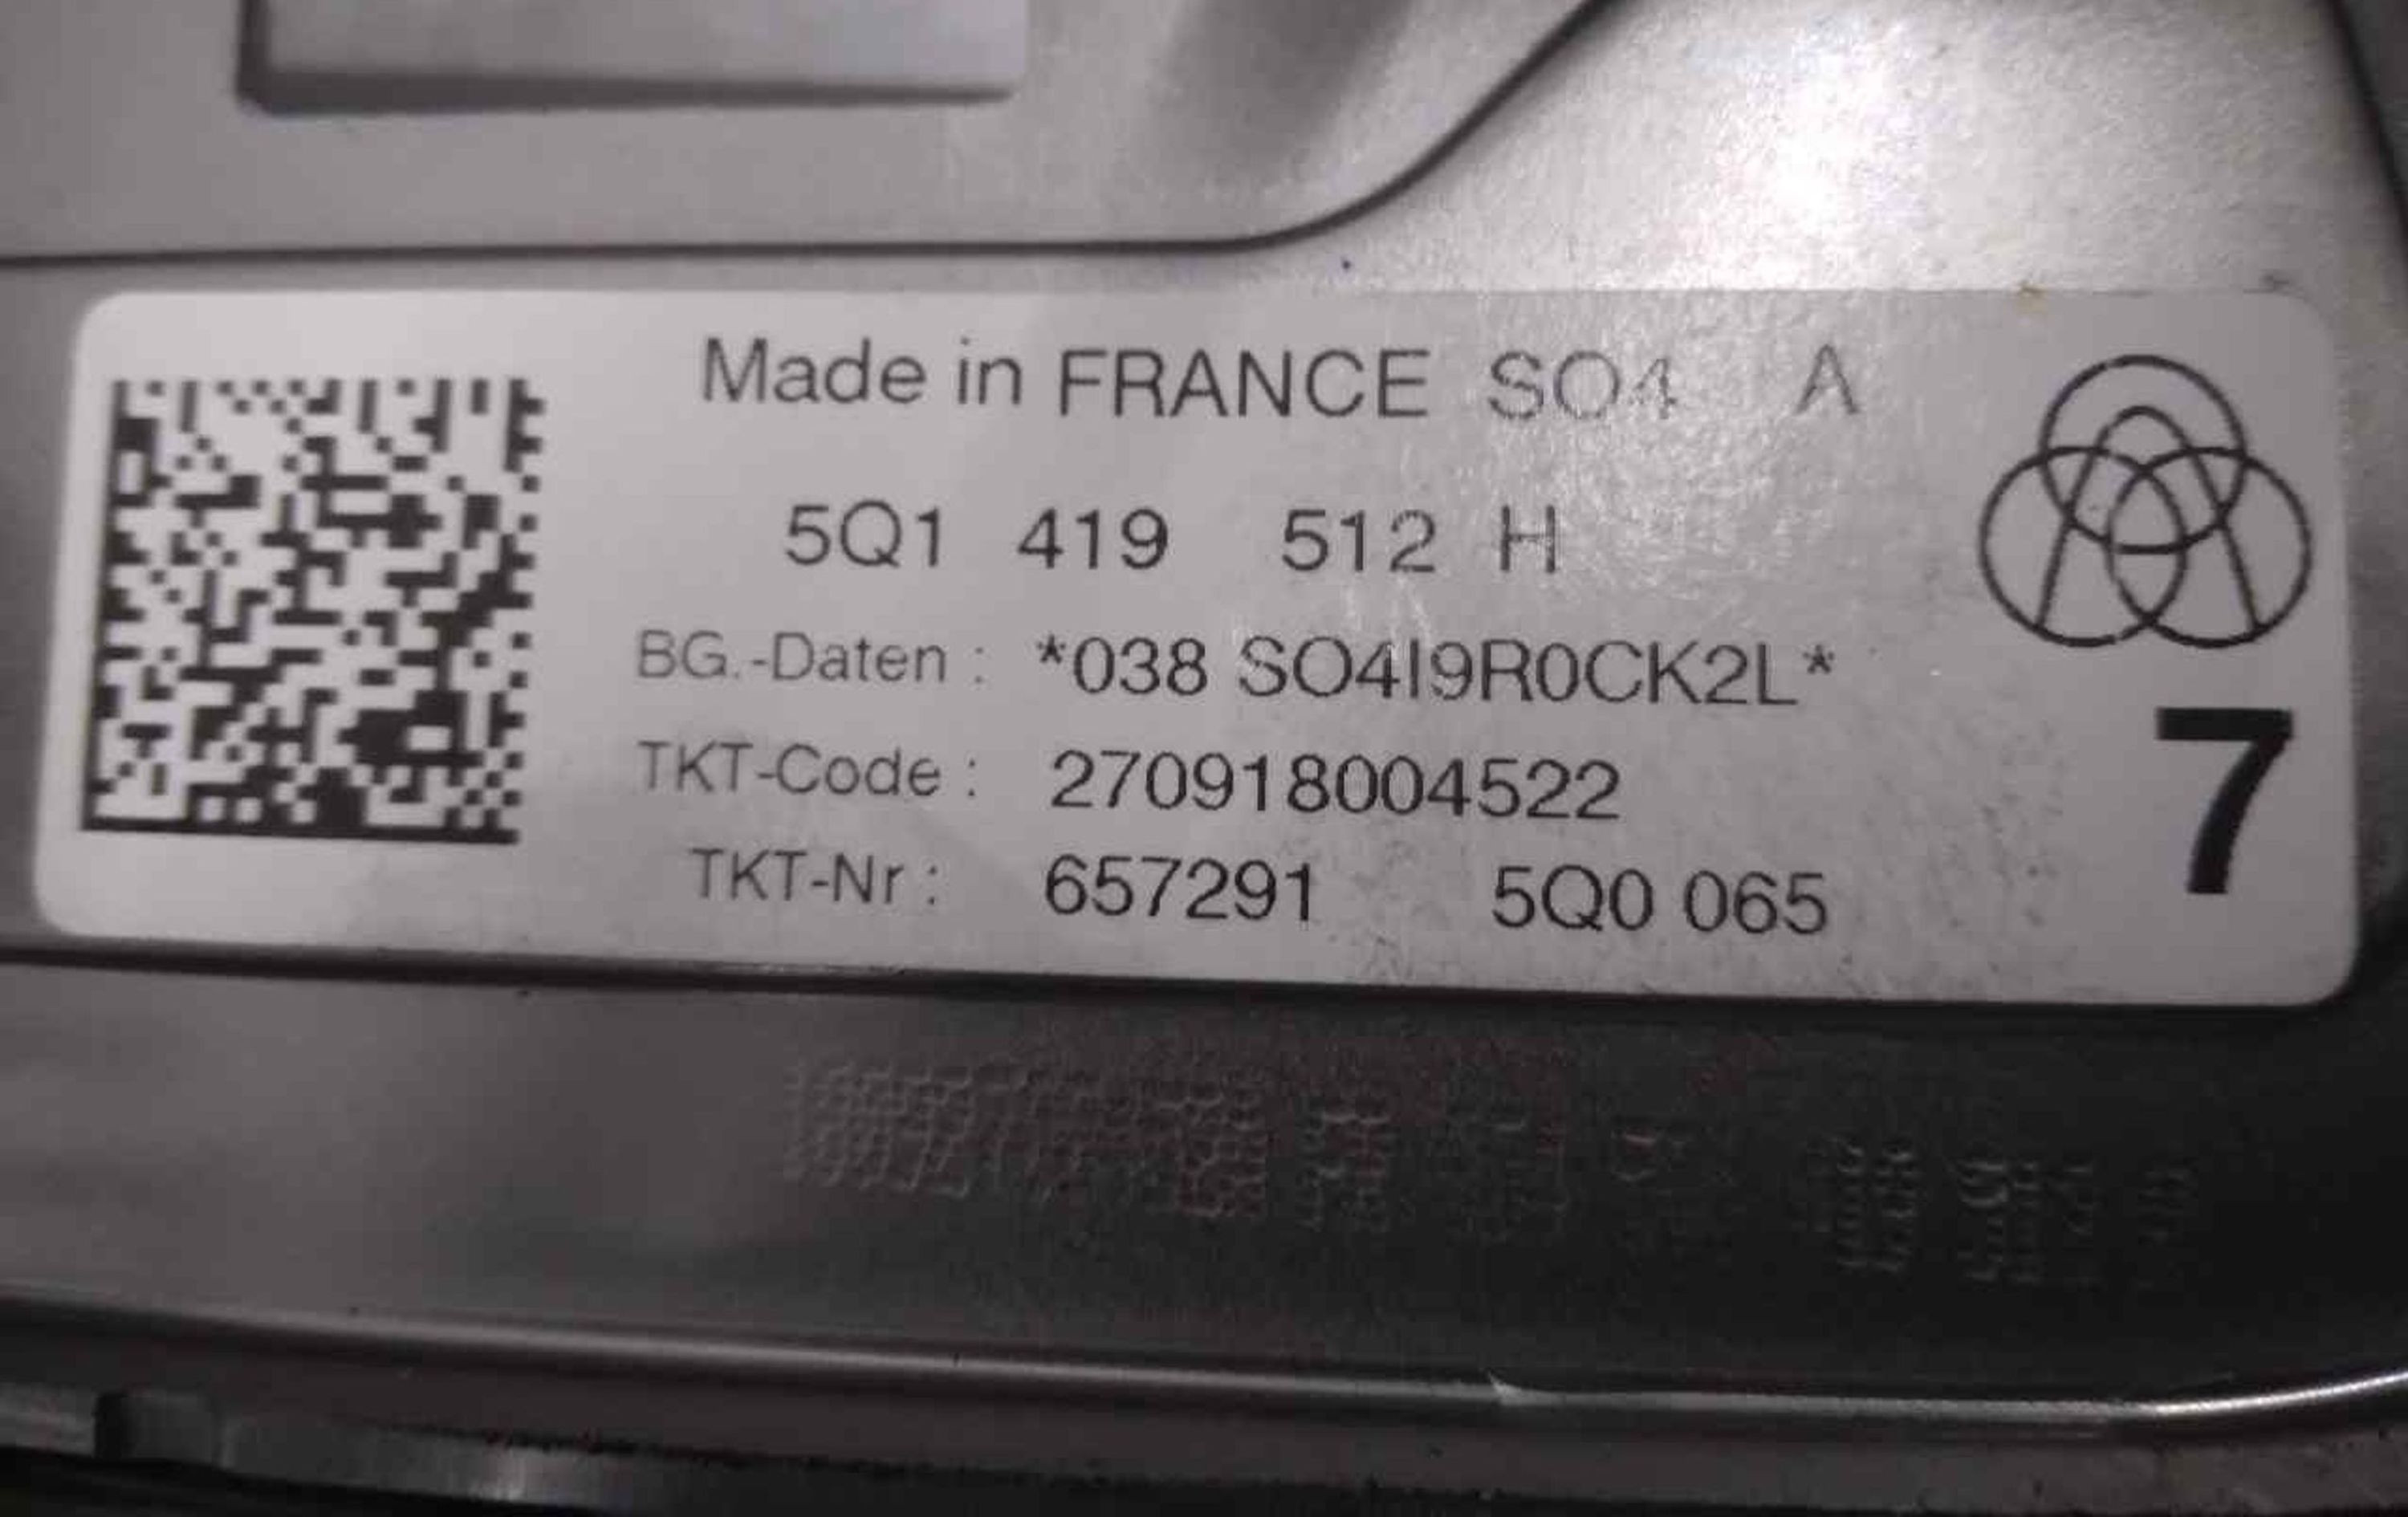 Made in FRANCE SO4 A
5Q1 419 512 H
BG.-Daten : *038 SO4I9R0CK2L*
TKT-Code : 270918004522
TKT-Nr : 657291 5Q0 065
7